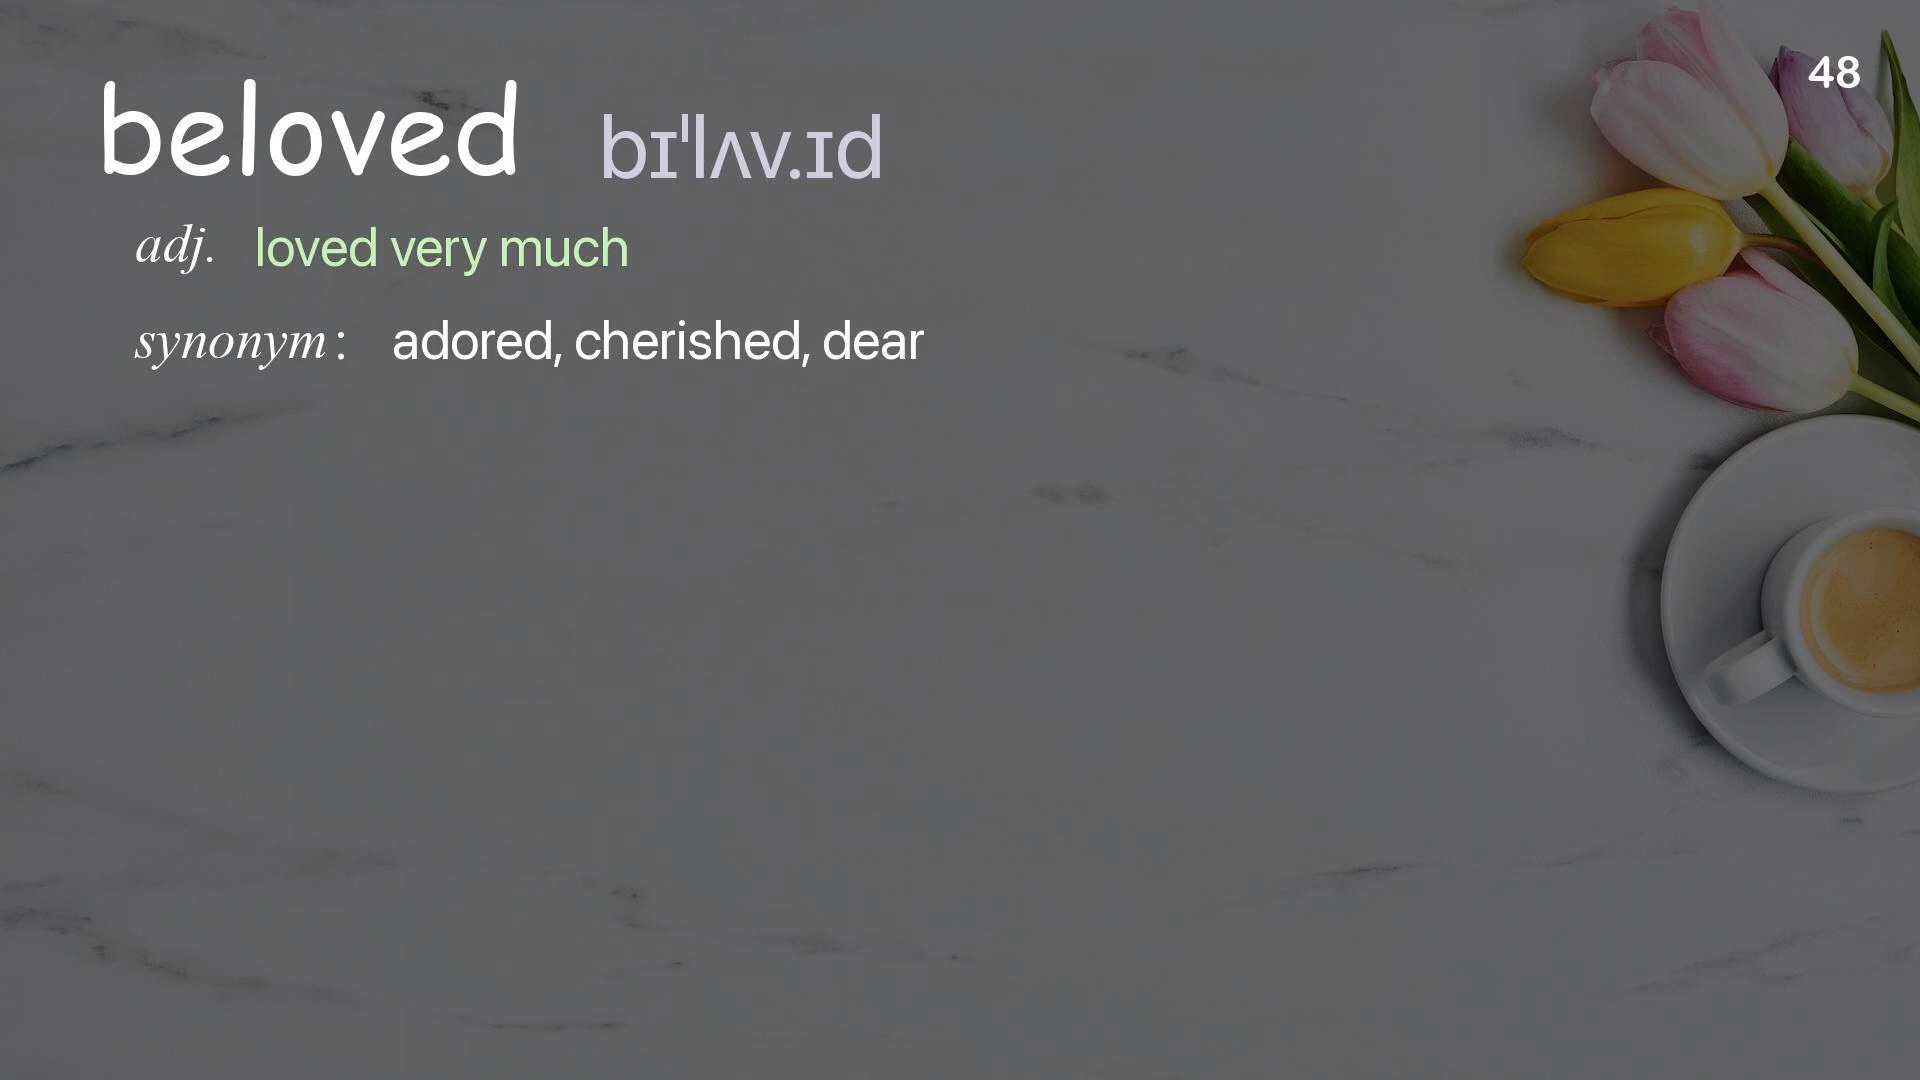 48
beloved bɪˈlʌv.ɪd
adj. loved very much
synonym: adored, cherished, dear